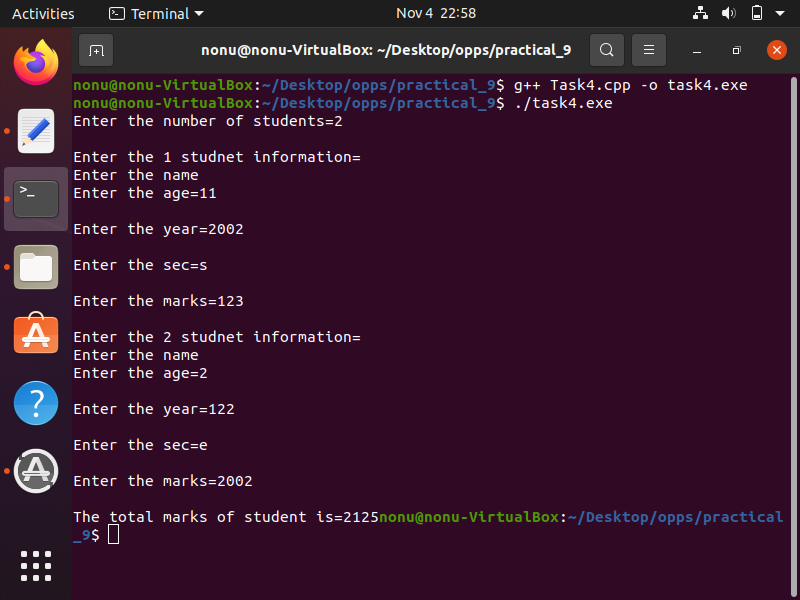 Activities
Terminal
Nov 4 22:58
nonu@nonu-VirtualBox: ~/Desktop/opps/practical_9
nonu@nonu-VirtualBox:~/Desktop/opps/practical_9$ g++ Task4.cpp -o task4.exe
nonu@nonu-VirtualBox:~/Desktop/opps/practical_9$ ./task4.exe
Enter the number of students=2
Enter the 1 studnet information=
Enter the name
Enter the age=11
Enter the year=2002
Enter the sec=s
Enter the marks=123
Enter the 2 studnet information=
Enter the name
Enter the age=2
Enter the year=122
Enter the sec=e
Enter the marks=2002
The total marks of student is=2125nonu@nonu-VirtualBox:~/Desktop/opps/practical
_9$